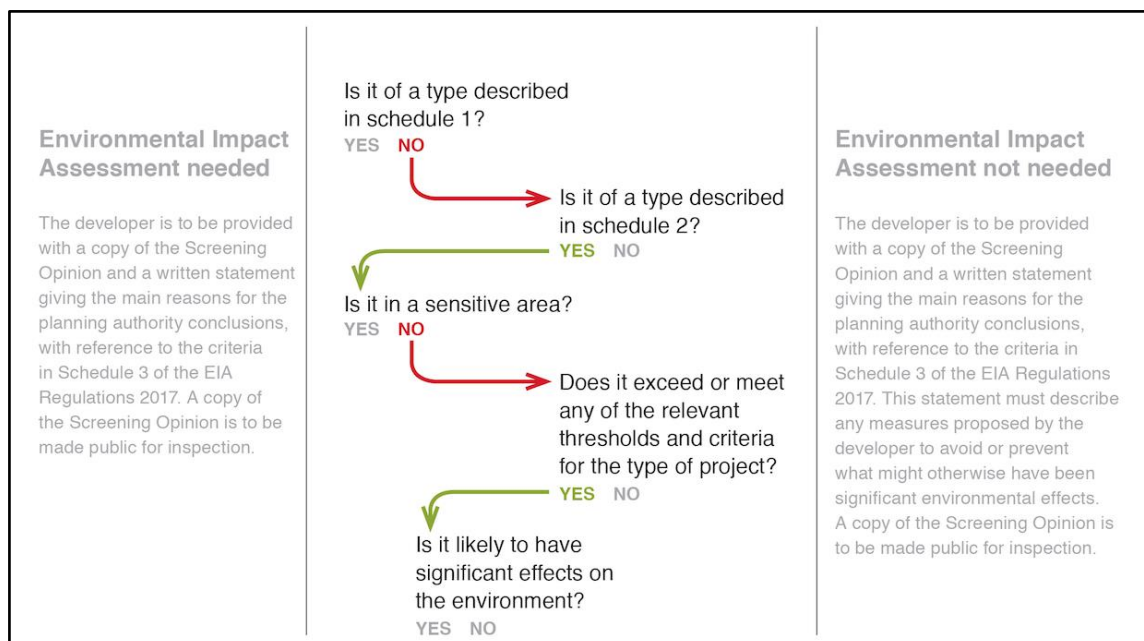 Environmental Impact
Assessment needed
The developer is to be provided
with a copy of the Screening
Opinion and a written statement
giving the main reasons for the
planning authority conclusions,
with reference to the criteria
in Schedule 3 of the EIA
Regulations 2017. A copy of
the Screening Opinion is to be
made public for inspection.
Is it of a type described
in schedule 1?
YES NO
Is it of a type described
in schedule 2?
YES NO
Is it in a sensitive area?
YES NO
Does it exceed or meet
any of the relevant
thresholds and criteria
for the type of project?
YES NO
Is it likely to have
significant effects on
the environment?
YES NO
Environmental Impact
Assessment not needed
The developer is to be provided
with a copy of the Screening
Opinion and a written statement
giving the main reasons for the
planning authority conclusions,
with reference to the criteria in
Schedule 3 of the EIA Regulations
2017. This statement must describe
any measures proposed by the
developer to avoid or prevent
what might otherwise have been
significant environmental effects.
A copy of the Screening Opinion is
to be made public for inspection.